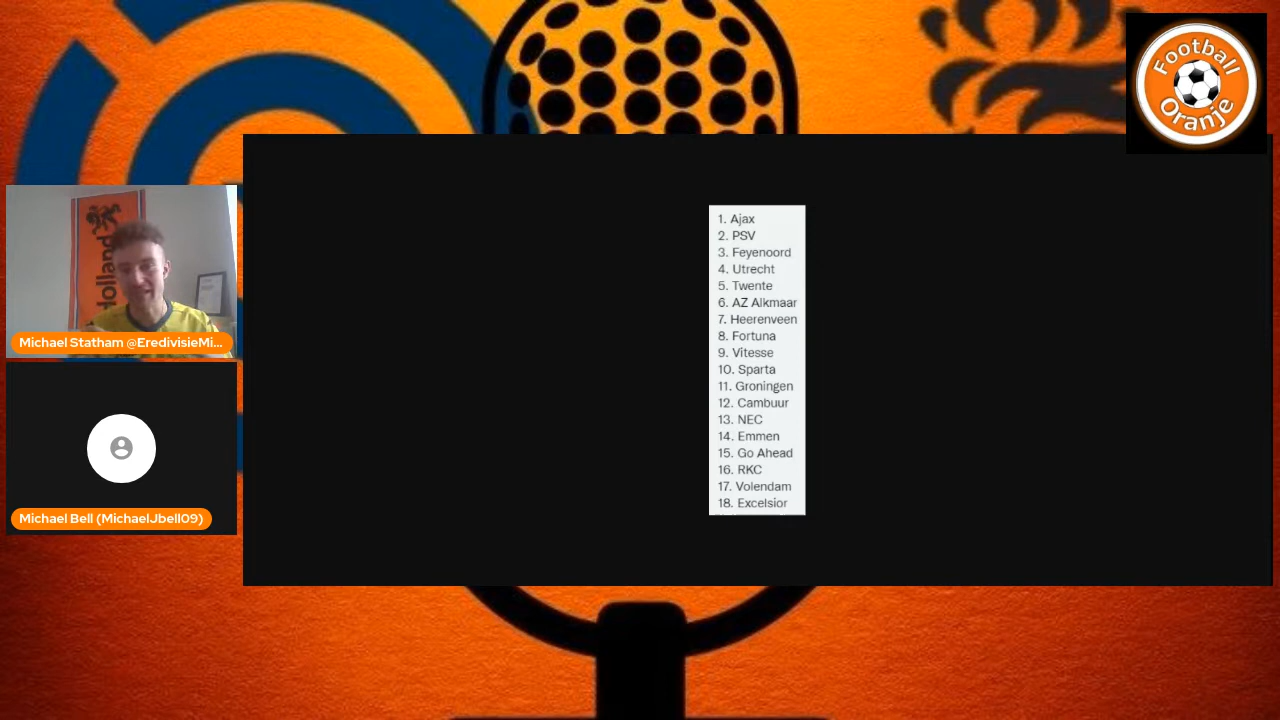 Football
Oranje
Holland
Michael Statham @EredivisieMi...
Michael Bell (MichaelJbell09)
1. Ajax
2. PSV
3. Feyenoord
4. Utrecht
5. Twente
6. AZ Alkmaar
7. Heerenveen
8. Fortuna
9. Vitesse
10. Sparta
11. Groningen
12. Cambuur
13. NEC
14. Emmen
15. Go Ahead
16. RKC
17. Volendam
18. Excelsior